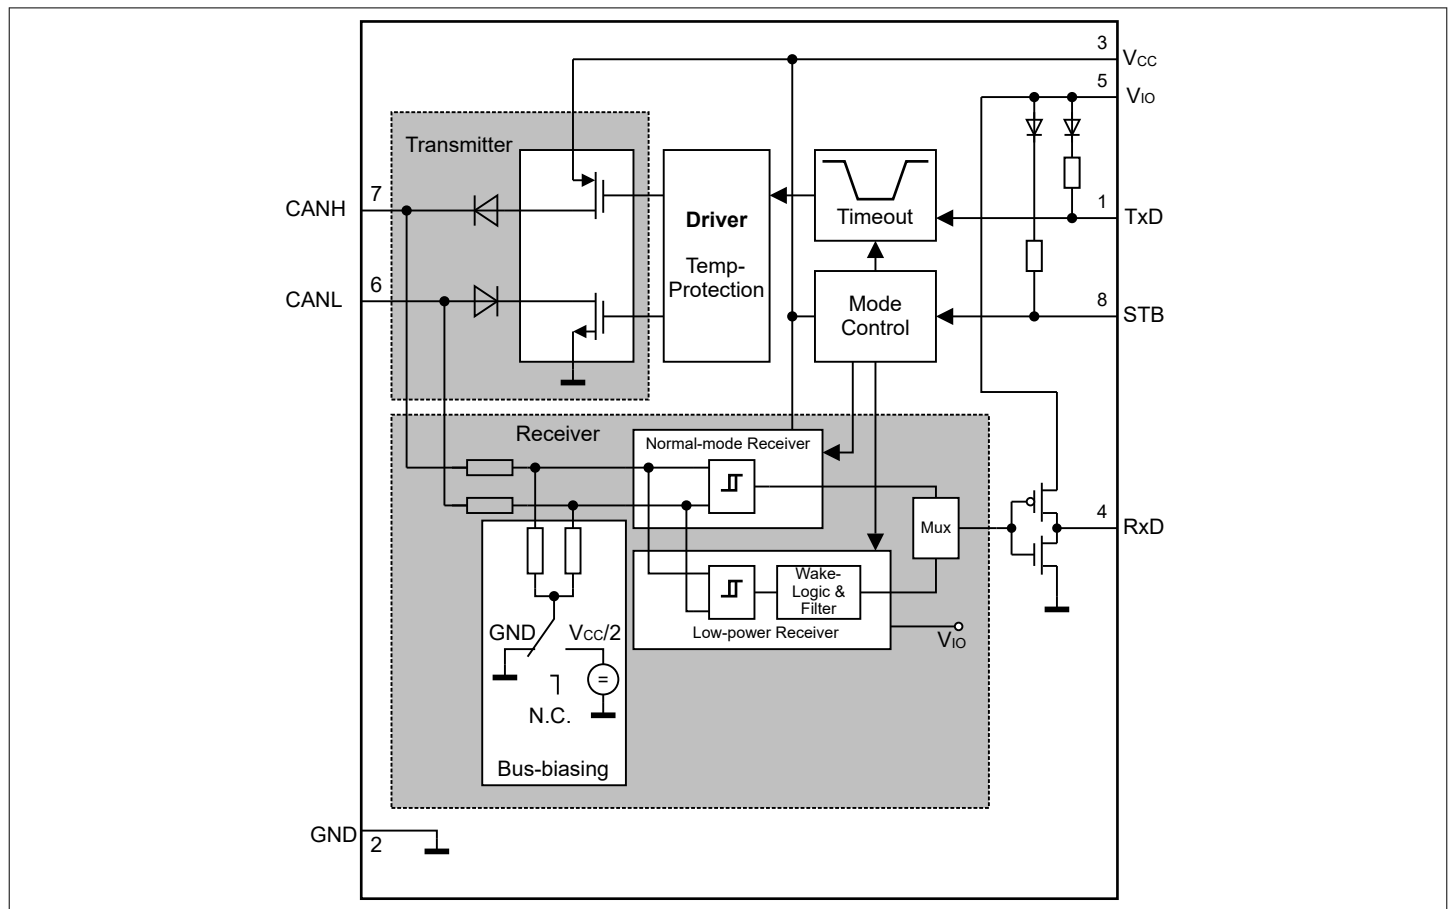 3
VCC
5
VIO
Transmitter
7
CANH
Driver
Temp-
Protection
Timeout
1
TxD
6
CANL
Mode
Control
8
STB
Receiver
Normal-mode Receiver
Mux
4
RxD
Wake-
Logic &
Filter
Low-power Receiver
VIO
GND
VCC/2
=
N.C.
Bus-biasing
GND
2